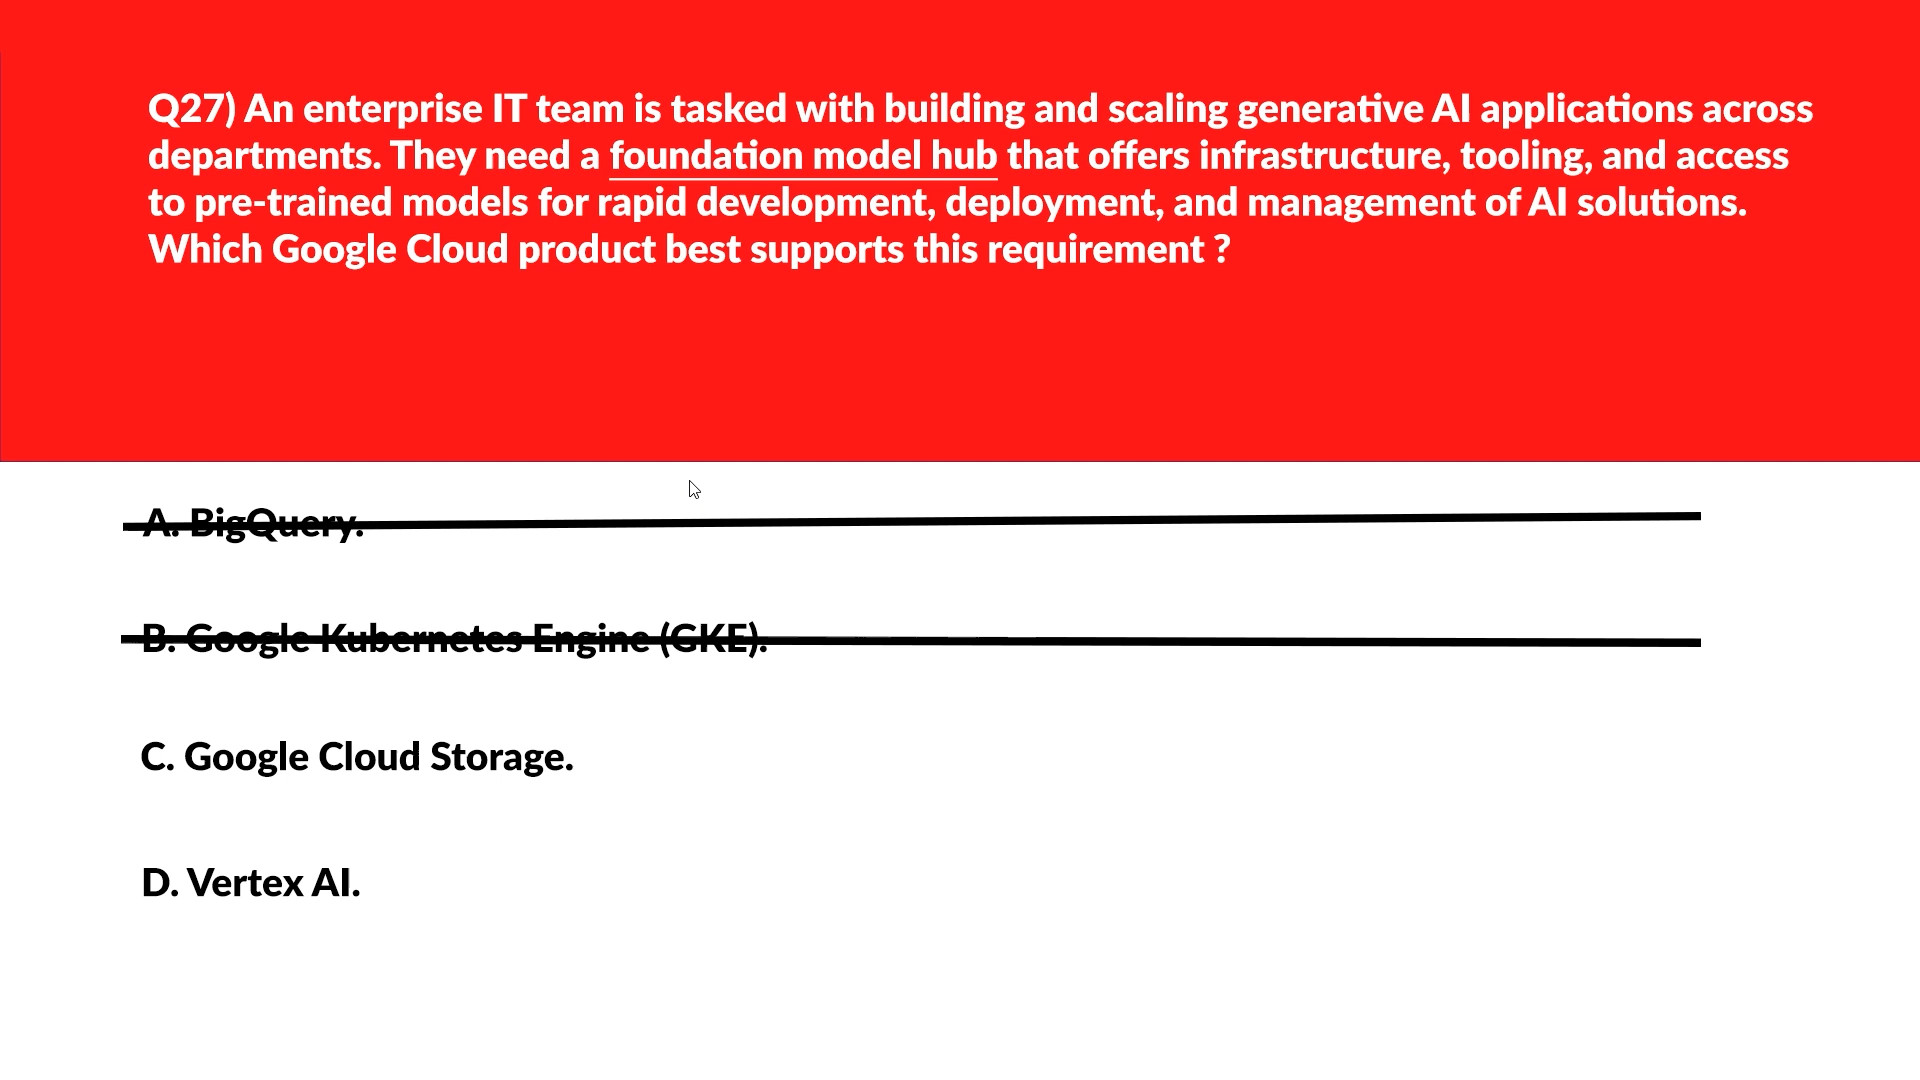 Q27) An enterprise IT team is tasked with building and scaling generative AI applications across
departments. They need a foundation model hub that offers infrastructure, tooling, and access
to pre-trained models for rapid development, deployment, and management of AI solutions.
Which Google Cloud product best supports this requirement ?
A. BigQuery.
B. Google Kubernetes Engine (GKE).
C. Google Cloud Storage.
D. Vertex AI.